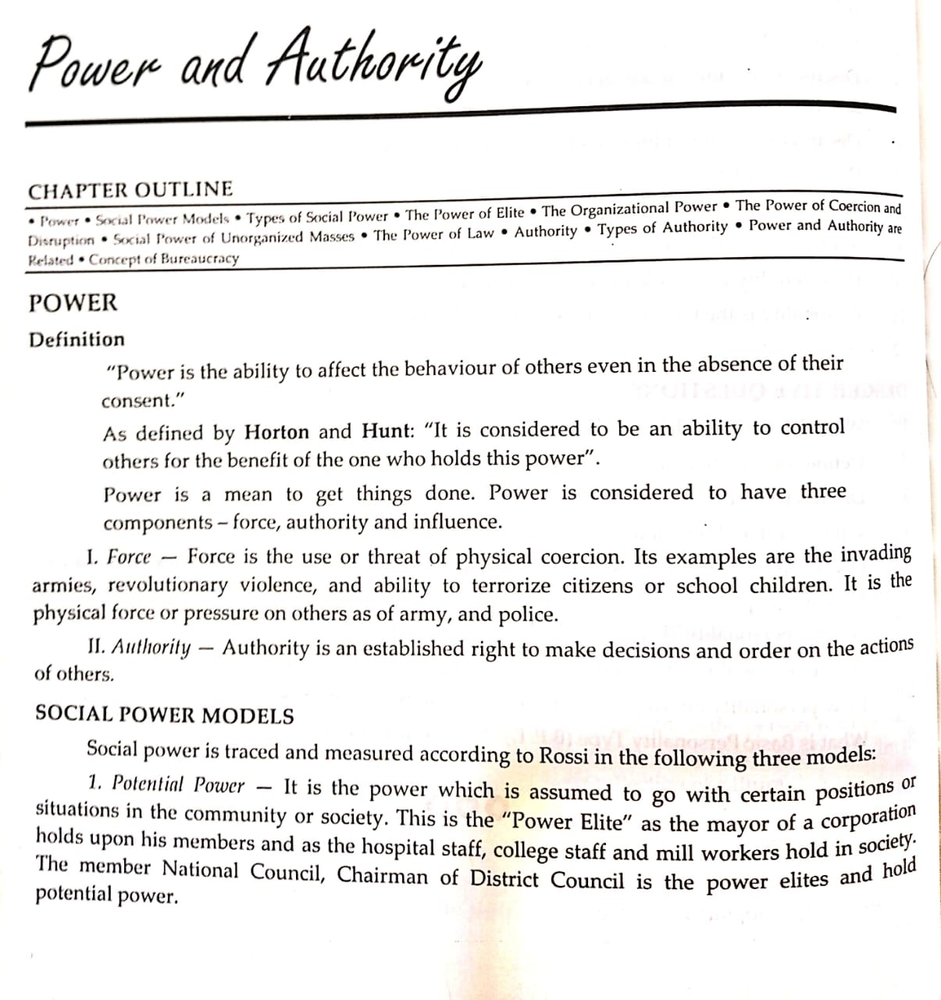 Power and Authority
CHAPTER OUTLINE
• Power • Social Power Models • Types of Social Power • The Power of Elite • The Organizational Power • The Power of Coercion and
Disruption • Social Power of Unorganized Masses • The Power of Law • Authority • Types of Authority • Power and Authority are
Related • Concept of Bureaucracy
POWER
Definition
“Power is the ability to affect the behaviour of others even in the absence of their
consent.”
As defined by Horton and Hunt: “It is considered to be an ability to control
others for the benefit of the one who holds this power”.
Power is a mean to get things done. Power is considered to have three
components – force, authority and influence.
I. Force — Force is the use or threat of physical coercion. Its examples are the invading
armies, revolutionary violence, and ability to terrorize citizens or school children. It is the
physical force or pressure on others as of army, and police.
II. Authority — Authority is an established right to make decisions and order on the actions
of others.
SOCIAL POWER MODELS
Social power is traced and measured according to Rossi in the following three models:
1. Potential Power — It is the power which is assumed to go with certain positions or
situations in the community or society. This is the “Power Elite” as the mayor of a corporation
holds upon his members and as the hospital staff, college staff and mill workers hold in society.
The member National Council, Chairman of District Council is the power elites and hold
potential power.